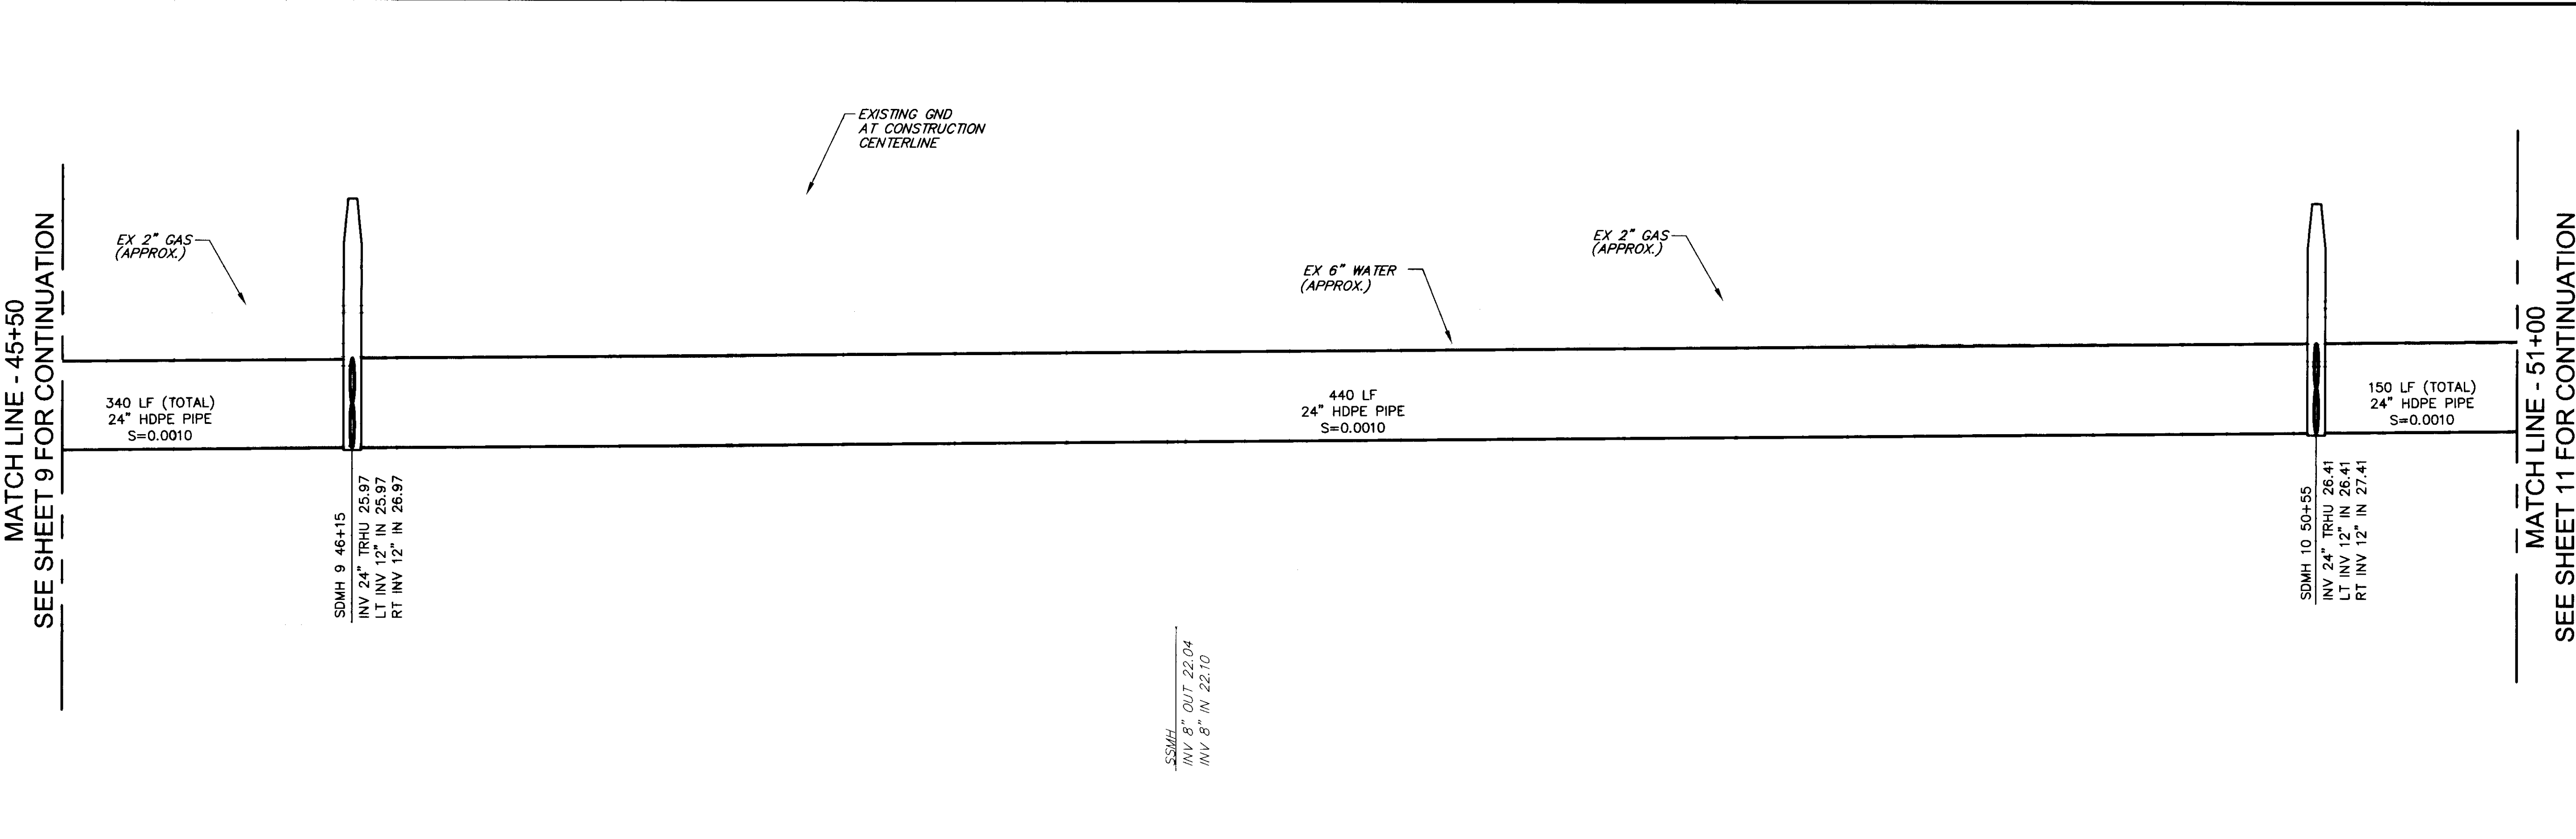 MATCH LINE - 45+50
SEE SHEET 9 FOR CONTINUATION
EX 2" GAS
(APPROX.)
340 LF (TOTAL)
24" HDPE PIPE
S=0.0010
SDMH 9 46+15
INV 24" TRHU 25.97
LT INV 12" IN 25.97
RT INV 12" IN 26.97
EXISTING GND
AT CONSTRUCTION
CENTERLINE
EX 6" WATER
(APPROX.)
440 LF
24" HDPE PIPE
S=0.0010
SSMH
INV 8" OUT 22.04
INV 8" IN 22.10
EX 2" GAS
(APPROX.)
SDMH 10 50+55
INV 24" TRHU 26.41
LT INV 12" IN 26.41
RT INV 12" IN 27.41
150 LF (TOTAL)
24" HDPE PIPE
S=0.0010
MATCH LINE - 51+00
SEE SHEET 11 FOR CONTINUATION